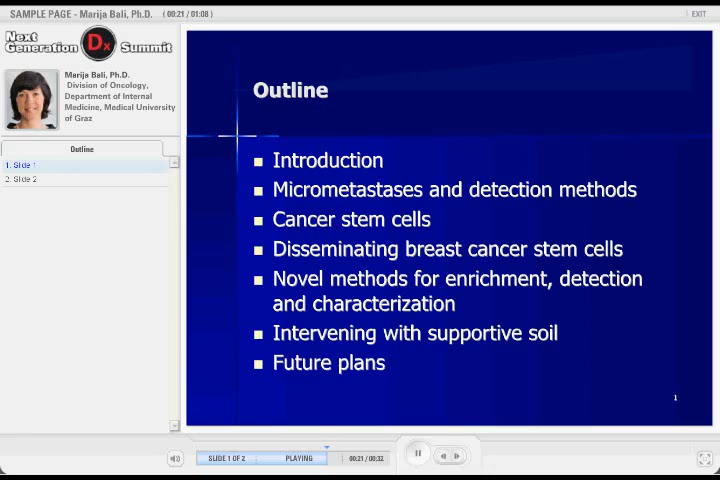 SAMPLE PAGE - Marija Bali, Ph.D. ( 00:21 / 01:08 )
EXIT
Next
Generation Dx Summit
Marija Bali, Ph.D.
Division of Oncology,
Department of Internal
Medicine, Medical University
of Graz
Outline
1. Slide 1
2. Slide 2
Outline
Introduction
Micrometastases and detection methods
Cancer stem cells
Disseminating breast cancer stem cells
Novel methods for enrichment, detection
and characterization
Intervening with supportive soil
Future plans
1
SLIDE 1 OF 2 PLAYING 00:21 / 00:32